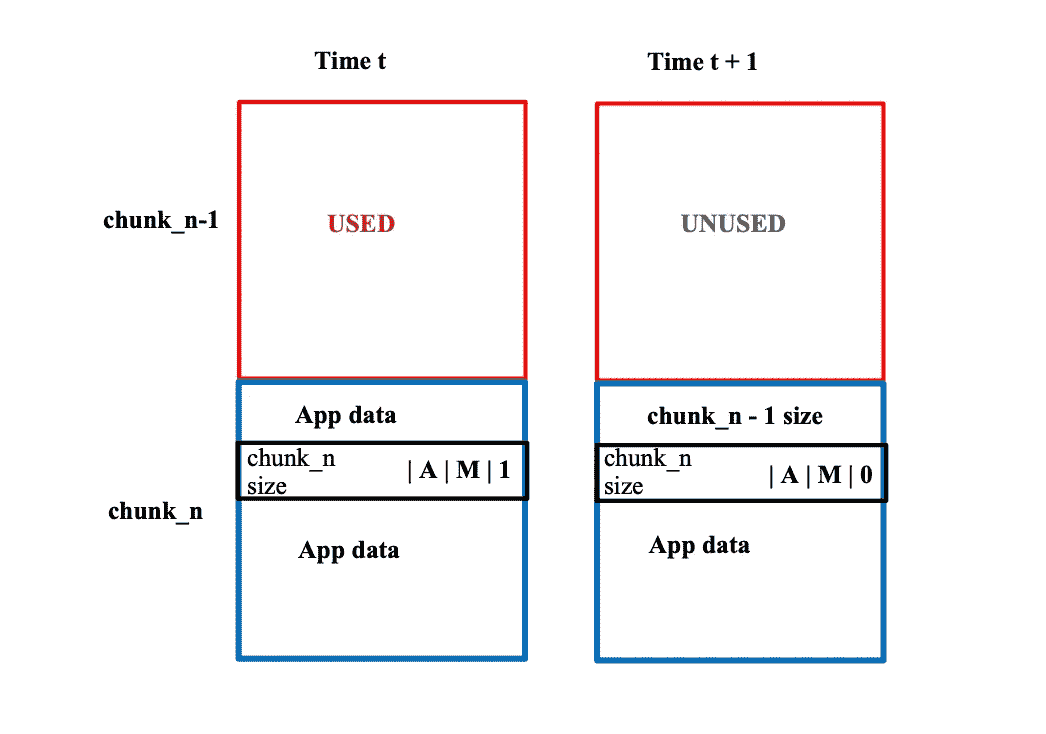 Time t
Time t + 1
chunk_n-1
USED
UNUSED
App data
chunk_n - 1 size
chunk_n
size
| A | M | 1
chunk_n
size
| A | M | 0
chunk_n
App data
App data